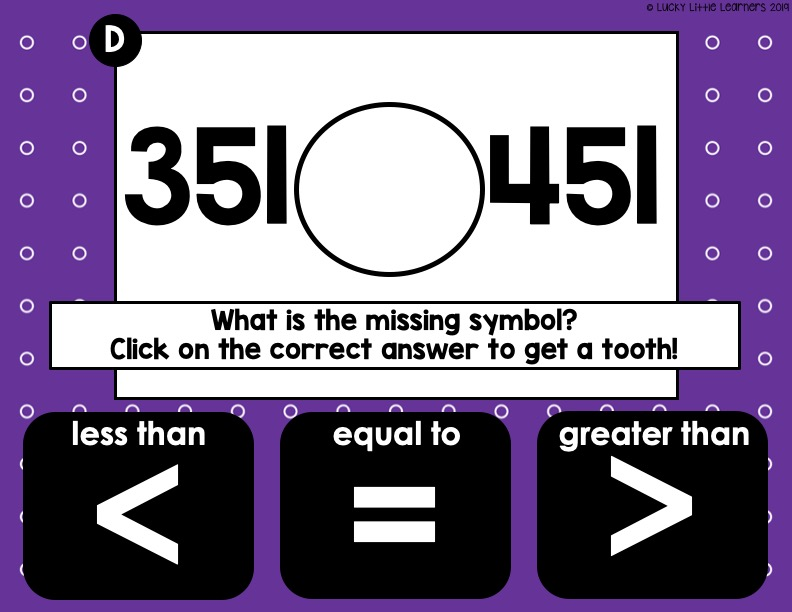 © Lucky Little Learners 2019
D
351 451
What is the missing symbol?
Click on the correct answer to get a tooth!
less than equal to greater than
< = >